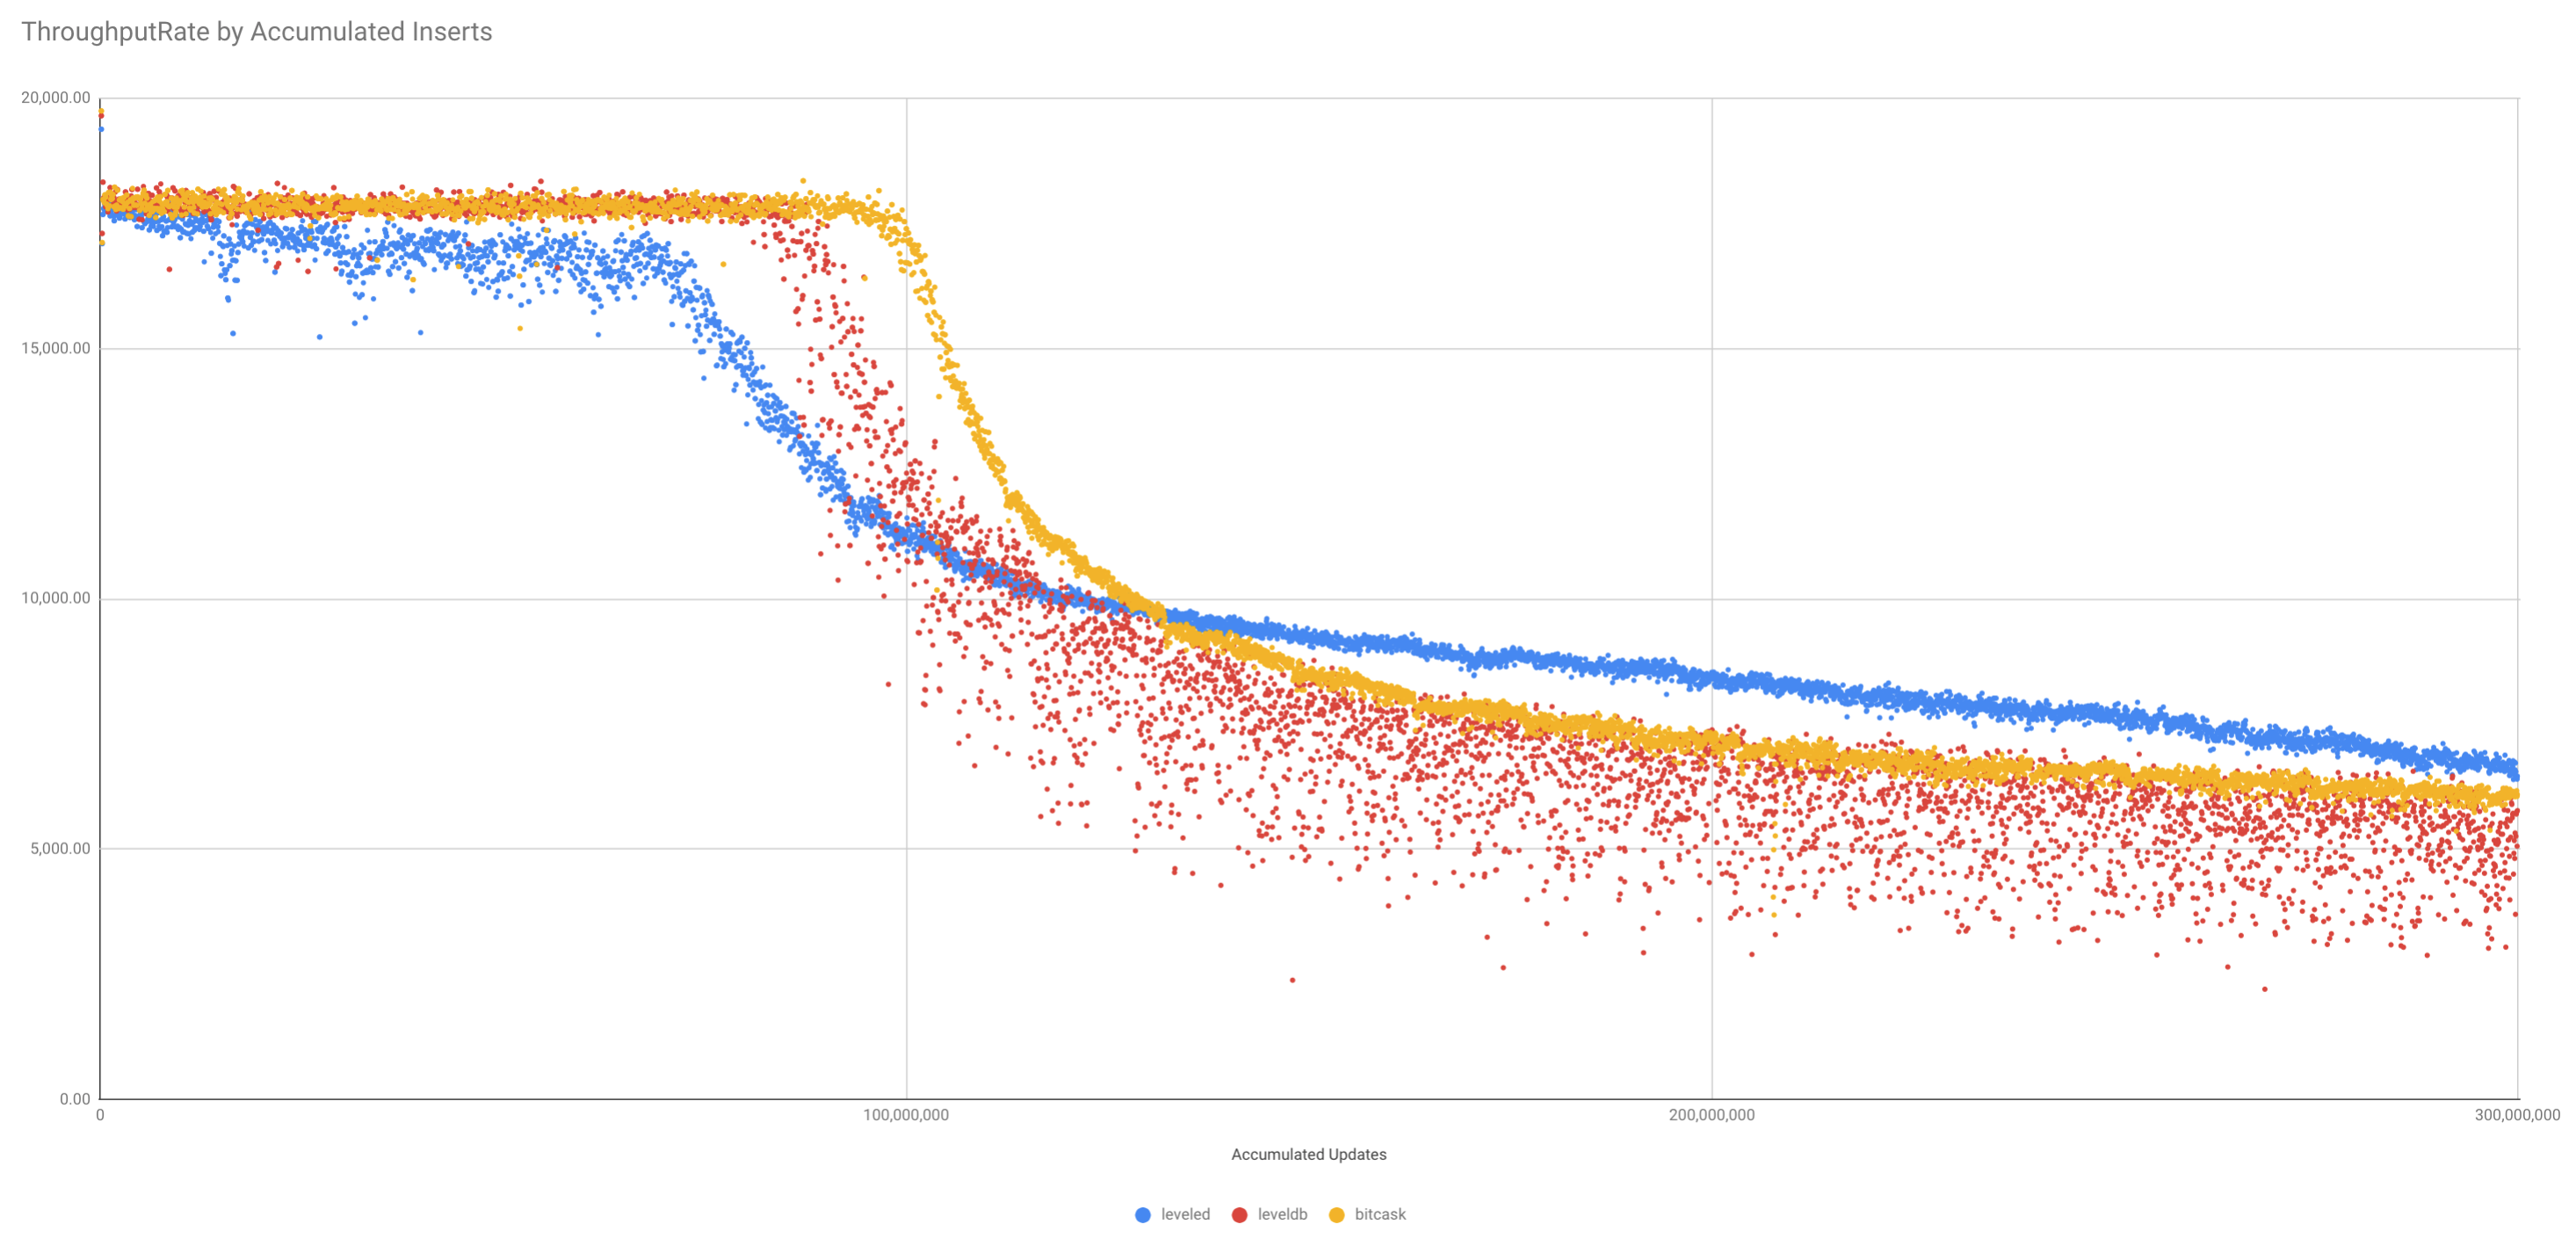 ThroughputRate by Accumulated Inserts
20,000.00
15,000.00
10,000.00
5,000.00
0.00
0 100,000,000 200,000,000 300,000,000
Accumulated Updates
leveled leveldb bitcask